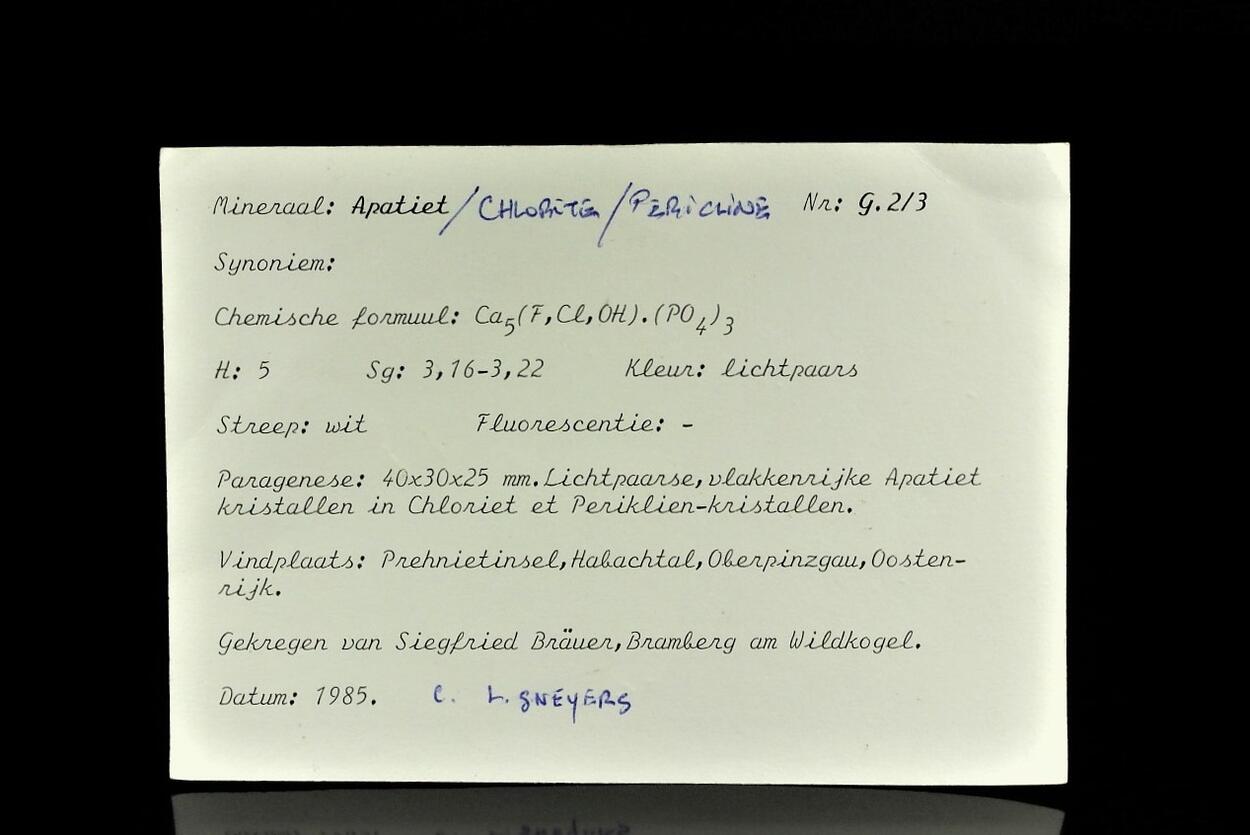 Mineraal: Apatiet/CHLORITE/PERICLINE Nr: G.2/3
Synoniem:
Chemische formuul: Ca5(F,Cl,OH).(PO4)3
H: 5 Sg: 3,16-3,22 Kleur: lichtpaars
Streep: wit Fluorescentie: -
Paragenese: 40x30x25 mm.Lichtpaarse,vlakkenrijke Apatiet
kristallen in Chloriet et Periklien-kristallen.
Vindplaats: Prehnietinsel,Habachtal,Oberpinzgau,Oosten-
rijk.
Gekregen van Siegfried Bräuer,Bramberg am Wildkogel.
Datum: 1985. C. L. SNEYERS